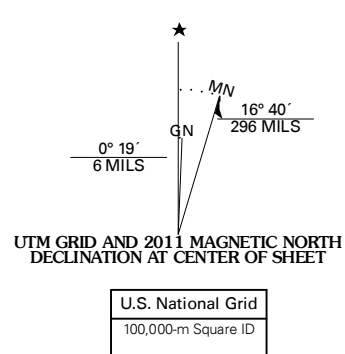 ★
MN
16° 40´
296 MILS
GN
0° 19´
6 MILS
UTM GRID AND 2011 MAGNETIC NORTH
DECLINATION AT CENTER OF SHEET
U.S. National Grid
100,000-m Square ID